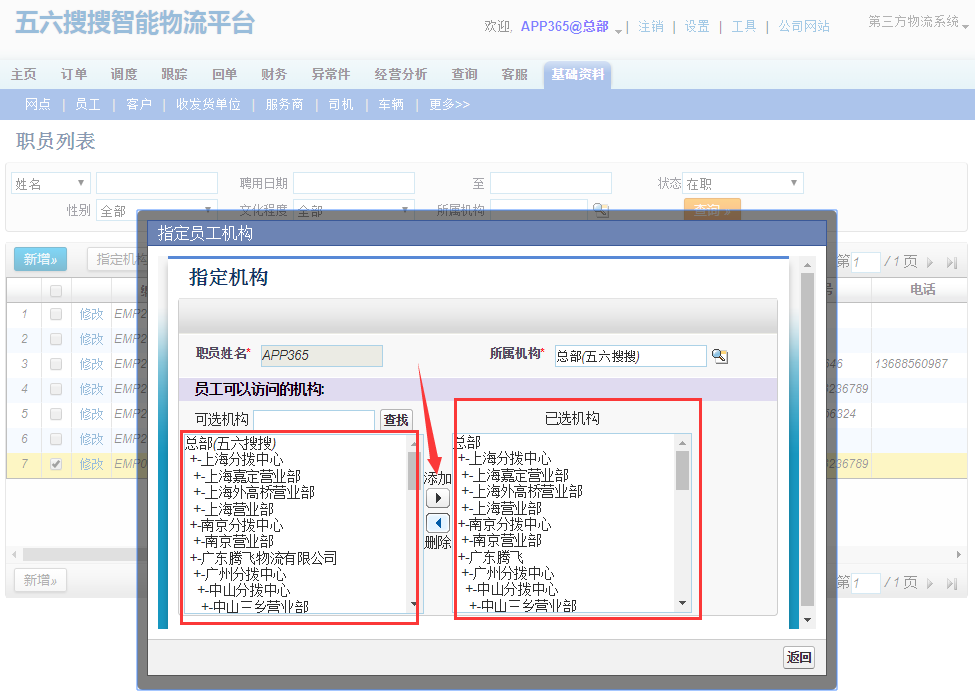 五六搜搜智能物流平台
欢迎, APP365@总部 | 注销 | 设置 | 工具 | 公司网站
第三方物流系统
主页 订单 调度 跟踪 回单 财务 异常件 经营分析 查询 客服 基础资料
网点 | 员工 | 客户 | 收发货单位 | 服务商 | 司机 | 车辆 | 更多>>
职员列表
姓名 聘用日期 至 状态 在职
性别 全部 文化程度 全部 所属机构 查询 »
新增» 指定机构 第 1 / 1 页
号 电话
1 修改 EMP2
2 修改 EMP2
3 修改 EMP2 13688560987
4 修改 EMP2 3236789
5 修改 EMP2 56324
6 修改 EMP2
7 修改 EMP0 3236789
新增» 第 1 / 1 页
指定员工机构
指定机构
职员姓名* APP365 所属机构* 总部(五六搜搜)
员工可以访问的机构:
可选机构 查找
总部(五六搜搜)
+-上海分拨中心
+-上海嘉定营业部
+-上海外高桥营业部
+-上海营业部
+-南京分拨中心
+-南京营业部
+-广东腾飞物流有限公司
+-广州分拨中心
+-中山分拨中心
+-中山三乡营业部
添加
删除
已选机构
总部
+-上海分拨中心
+-上海嘉定营业部
+-上海外高桥营业部
+-上海营业部
+-南京分拨中心
+-南京营业部
+-广东腾飞
+-广州分拨中心
+-中山分拨中心
+-中山三乡营业部
返回